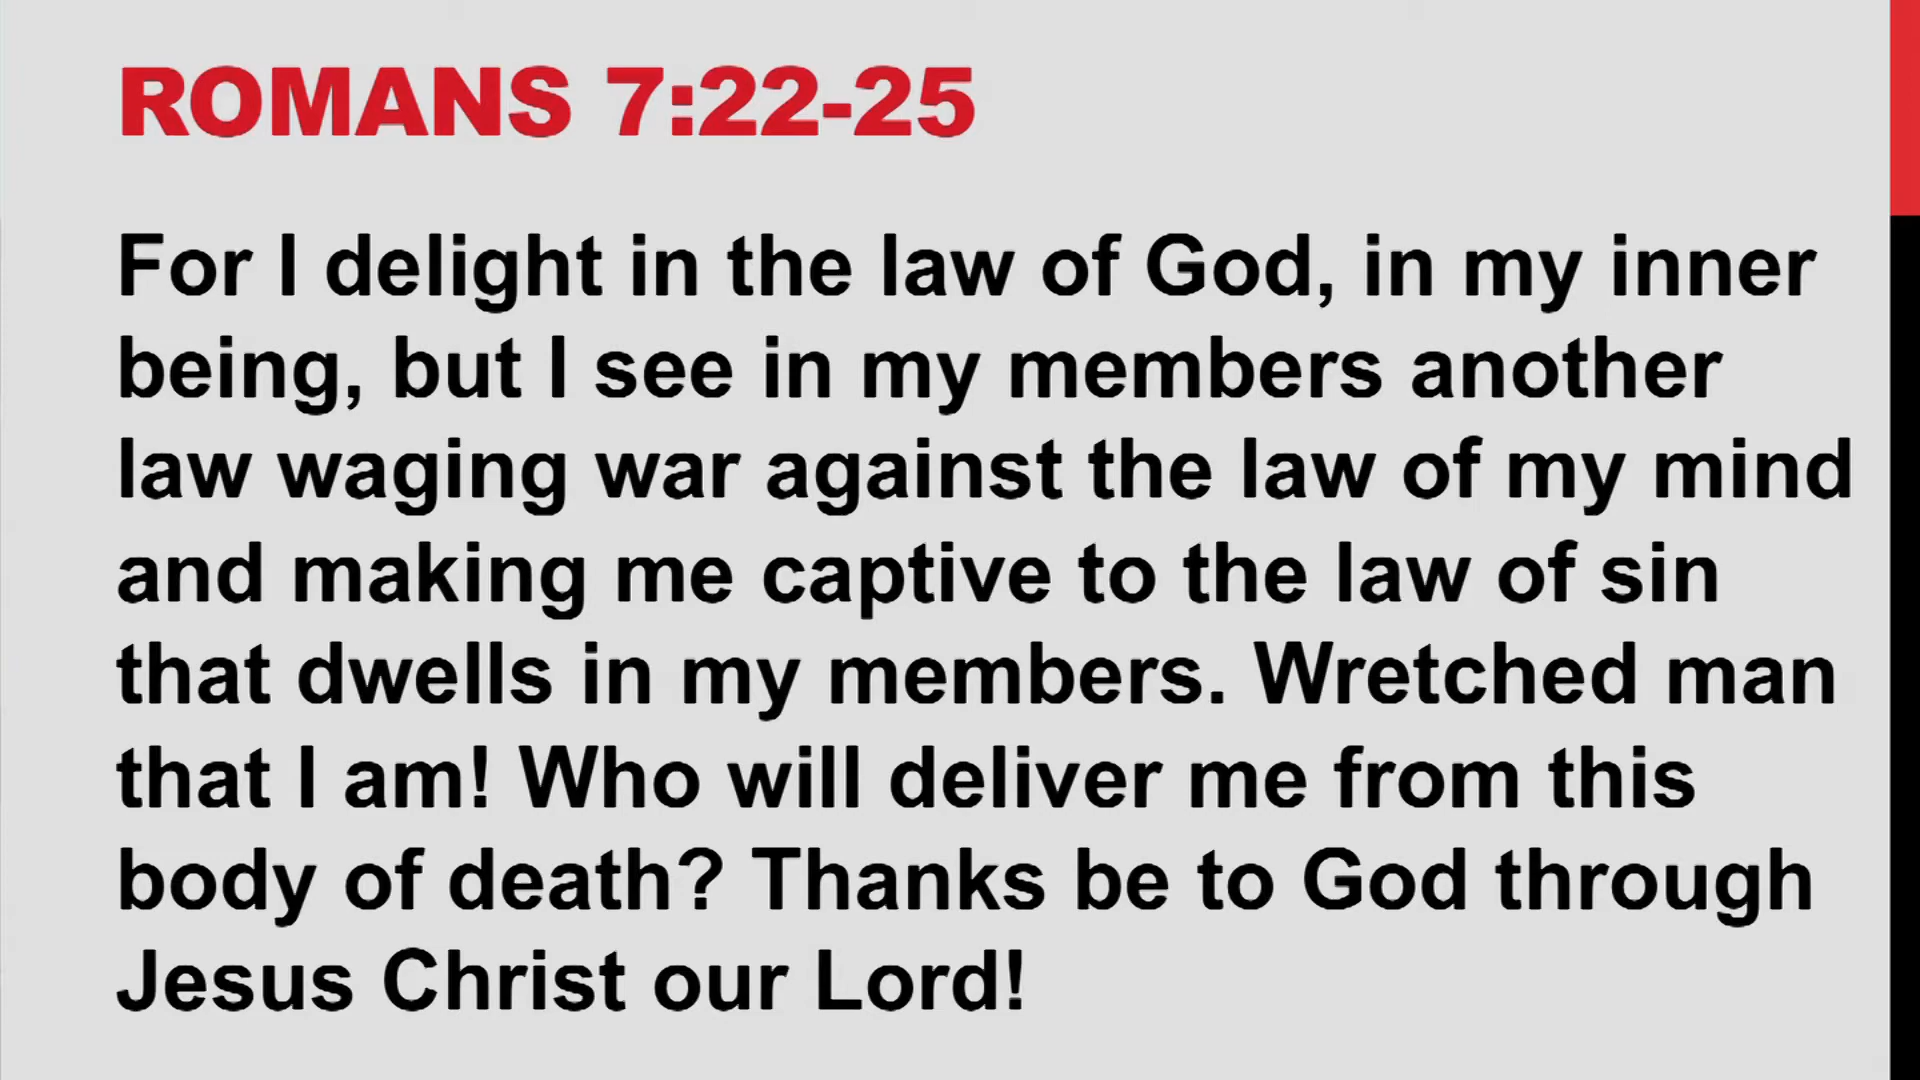 ROMANS 7:22-25
For I delight in the law of God, in my inner
being, but I see in my members another
law waging war against the law of my mind
and making me captive to the law of sin
that dwells in my members. Wretched man
that I am! Who will deliver me from this
body of death? Thanks be to God through
Jesus Christ our Lord!